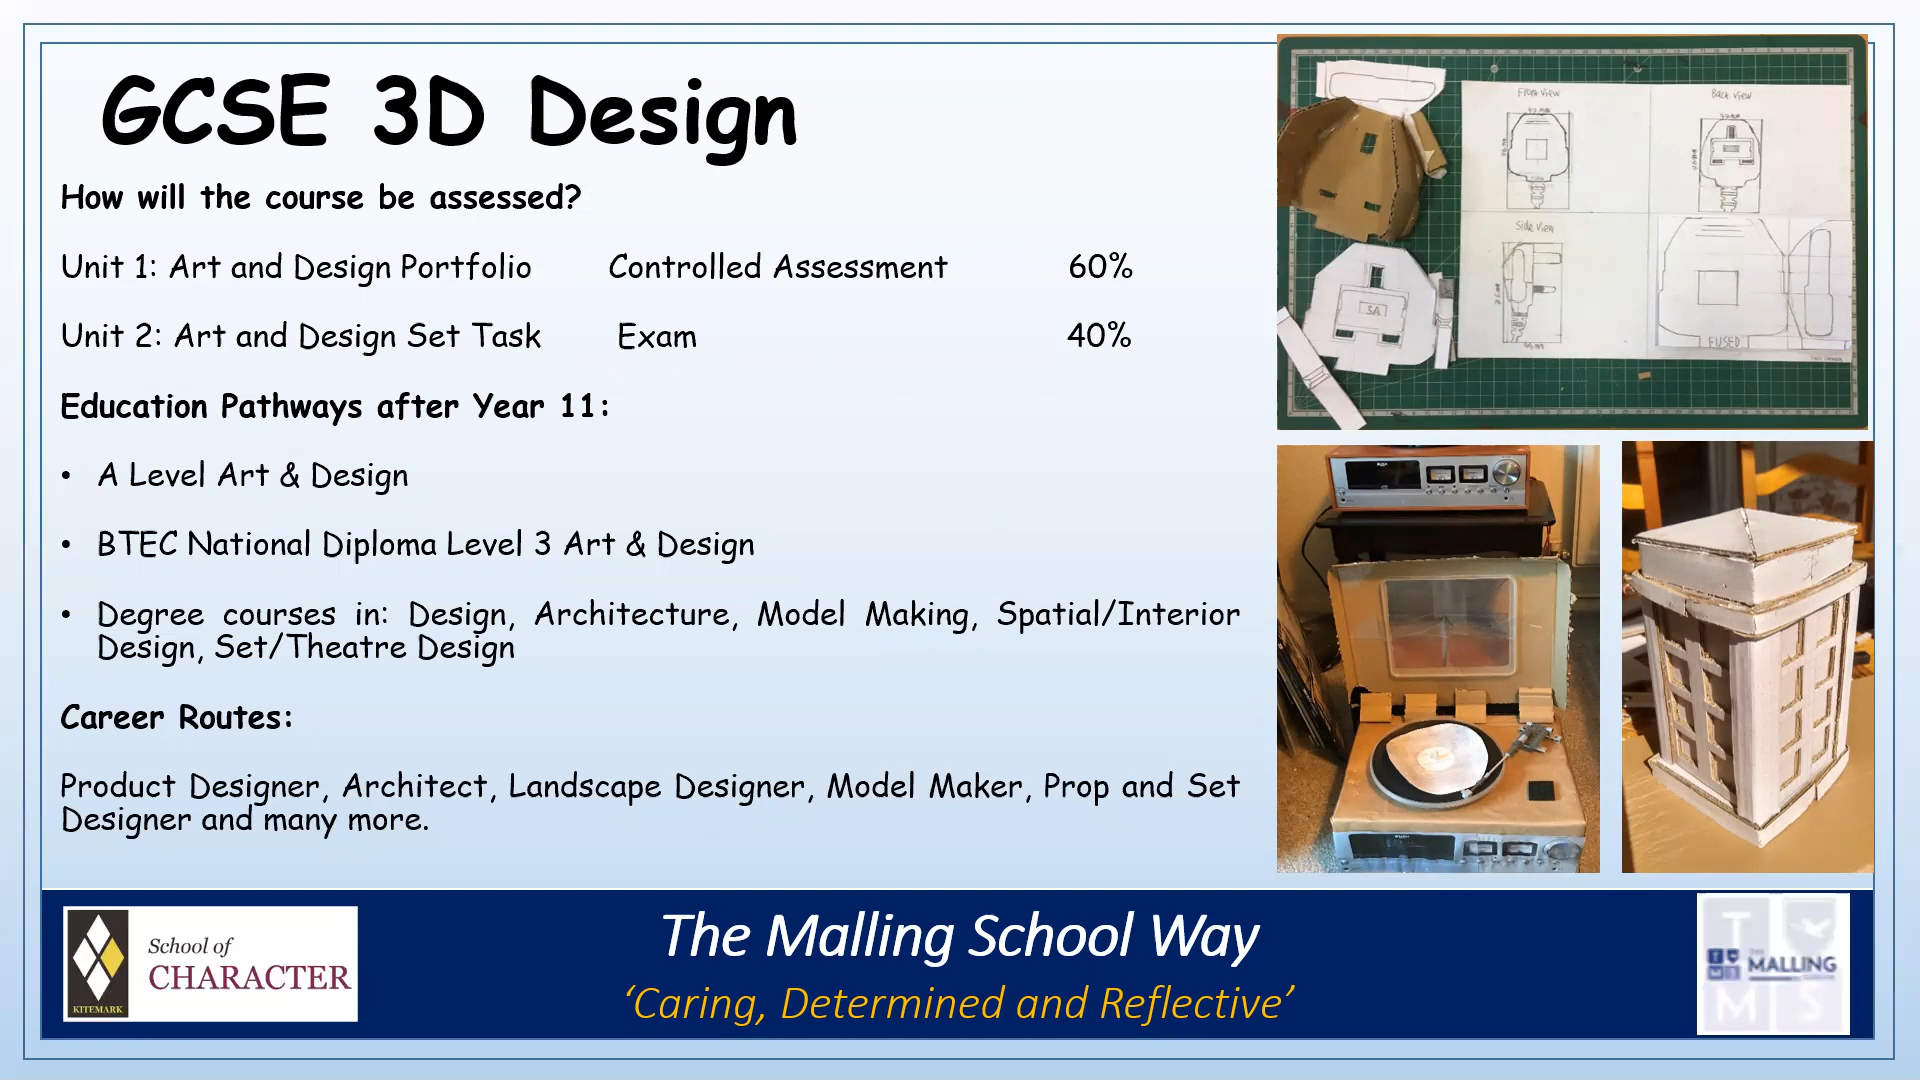 GCSE 3D Design
How will the course be assessed?
Unit 1: Art and Design Portfolio Controlled Assessment 60%
Unit 2: Art and Design Set Task Exam 40%
Education Pathways after Year 11:
• A Level Art & Design
• BTEC National Diploma Level 3 Art & Design
• Degree courses in: Design, Architecture, Model Making, Spatial/Interior
Design, Set/Theatre Design
Career Routes:
Product Designer, Architect, Landscape Designer, Model Maker, Prop and Set
Designer and many more.
Front View
Back View
Side View
3A
FUSED
School of
CHARACTER
KITEMARK
The Malling School Way
‘Caring, Determined and Reflective’
THE
MALLING
T
M S